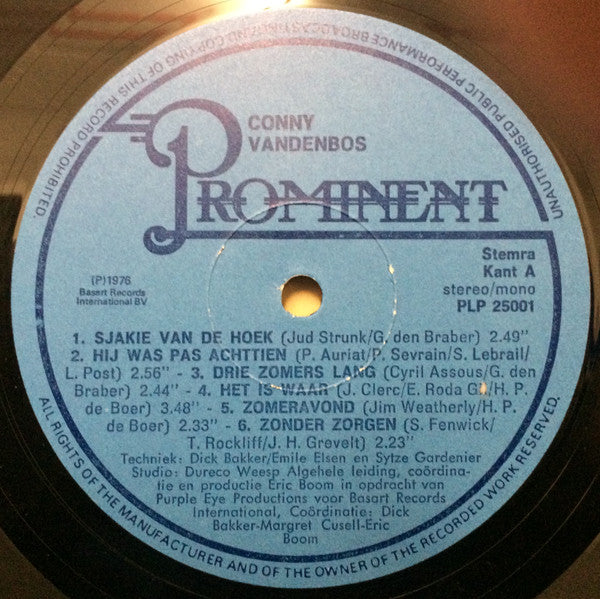 UNAUTHORISED PUBLIC PERFORMANCE BROADCASTING AND COPYING OF THIS RECORD PROHIBITED.
CONNY
VANDENBOS
PROMINENT
(P)1976
Basart Records
International BV
Stemra
Kant A
stereo/mono
PLP 25001
1. SJAKIE VAN DE HOEK (Jud Strunk/G. den Braber) 2.49"
2. HIJ WAS PAS ACHTTIEN (P. Auriat/P. Sevrain/S. Lebrail/
L. Post) 2.56" - 3. DRIE ZOMERS LANG (Cyril Assous/G. den
Braber) 2.44" - 4. HET IS WAAR (J. Clerc/E. Roda Gil/H. P.
de Boer) 3.48" - 5. ZOMERAVOND (Jim Weatherly/H. P.
de Boer) 2.33" - 6. ZONDER ZORGEN (S. Fenwick/
T. Rockliff/J. H. Grevelt) 2.23"
Techniek: Dick Bakker/Emile Elsen en Sytze Gardenier
Studio: Dureco Weesp Algehele leiding, coördina-
tie en productie Eric Boom in opdracht van
Purple Eye Productions voor Basart Records
International, Coördinatie: Dick
Bakker-Margret Cusell-Eric
Boom
ALL RIGHTS OF THE MANUFACTURER AND OF THE OWNER OF THE RECORDED WORK RESERVED.